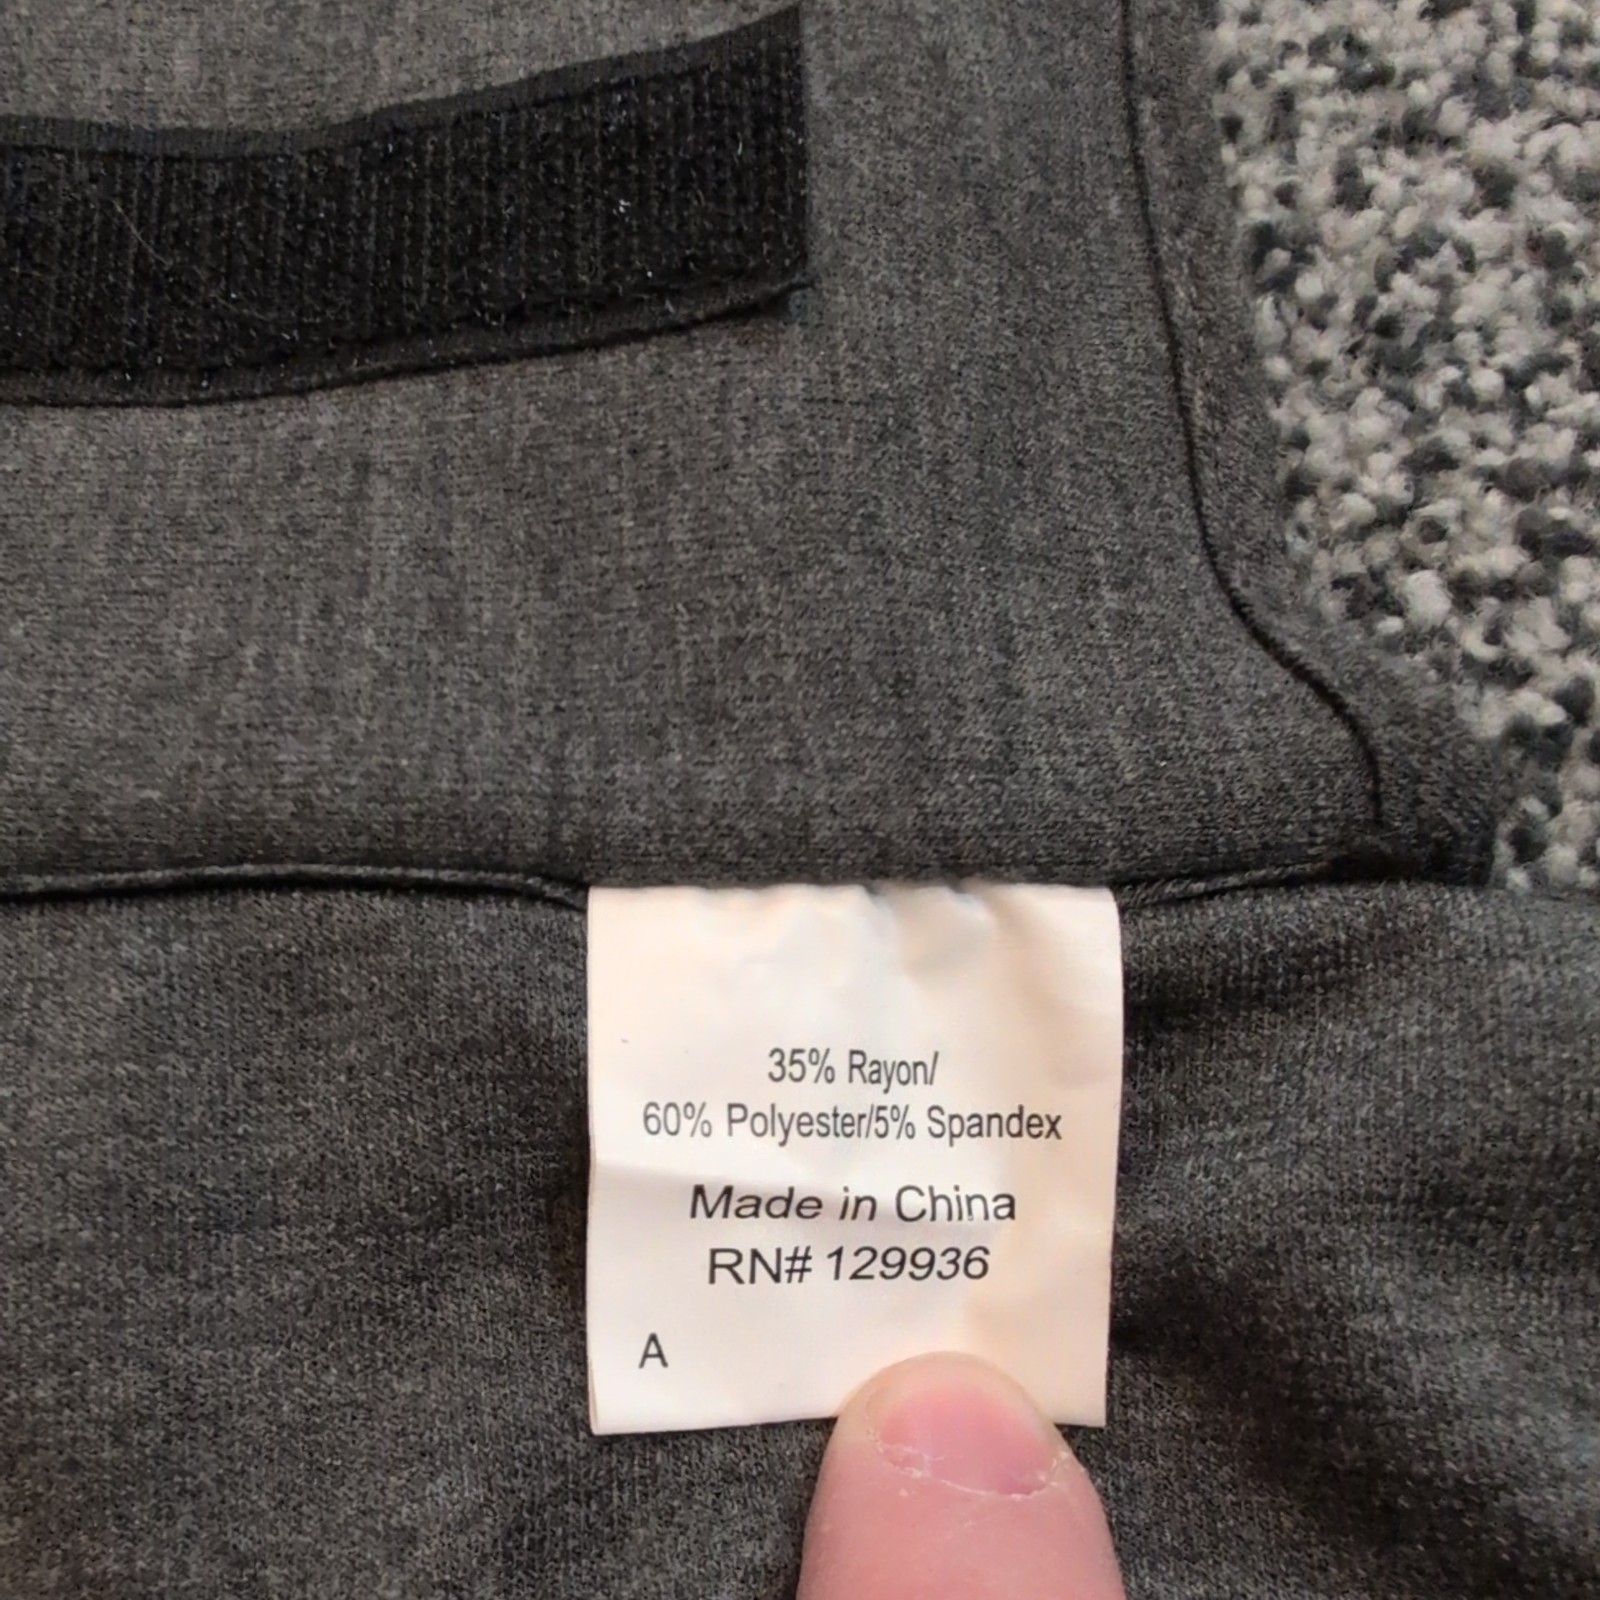 35% Rayon/
60% Polyester/5% Spandex
Made in China
RN# 129936
A